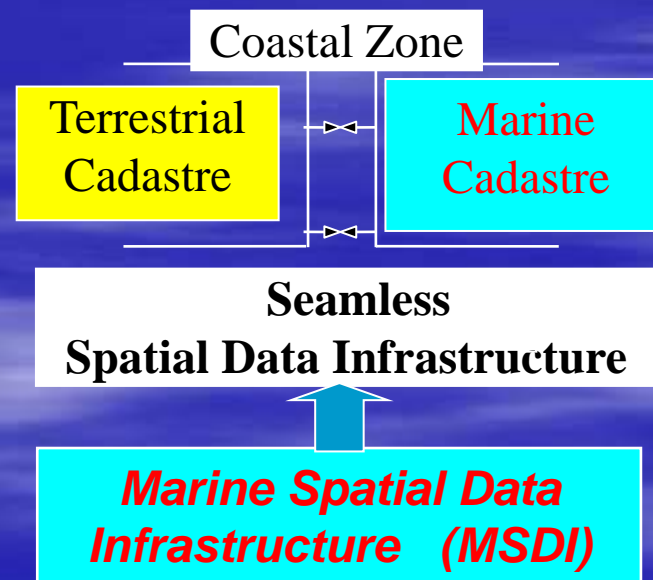 Coastal Zone
Terrestrial
Cadastre
Marine
Cadastre
Seamless
Spatial Data Infrastructure
Marine Spatial Data
Infrastructure (MSDI)